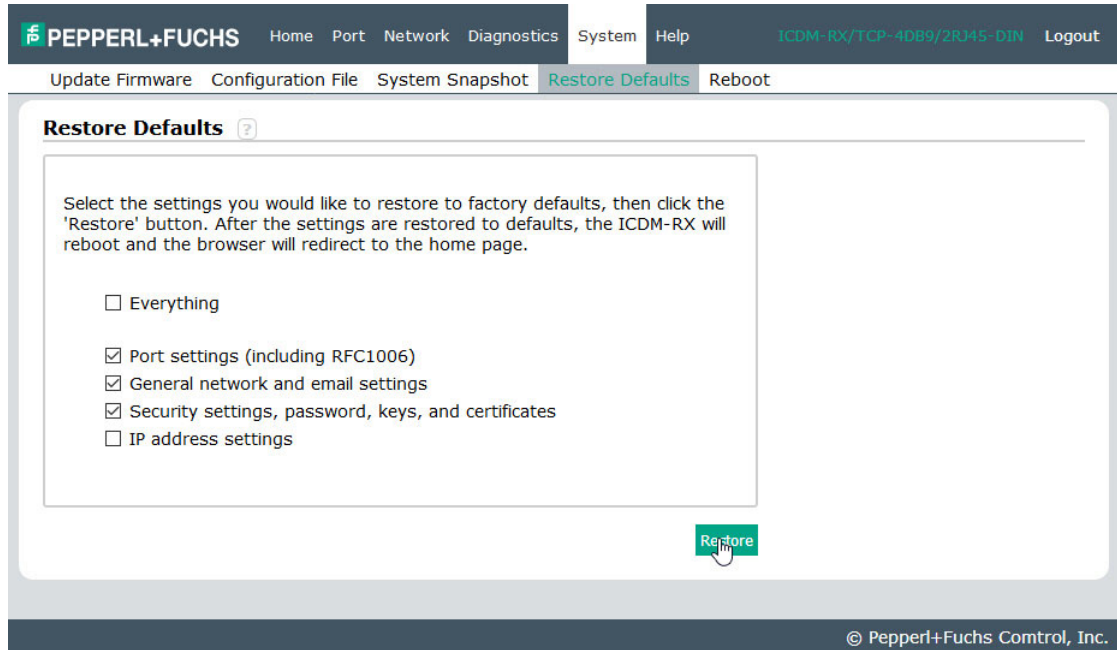 PEPPERL+FUCHS Home Port Network Diagnostics System Help ICDM-RX/TCP-4DB9/2RJ45-DIN Logout
Update Firmware Configuration File System Snapshot Restore Defaults Reboot
Restore Defaults ?
Select the settings you would like to restore to factory defaults, then click the
'Restore' button. After the settings are restored to defaults, the ICDM-RX will
reboot and the browser will redirect to the home page.
Everything
Port settings (including RFC1006)
General network and email settings
Security settings, password, keys, and certificates
IP address settings
Restore
© Pepperl+Fuchs Comtrol, Inc.